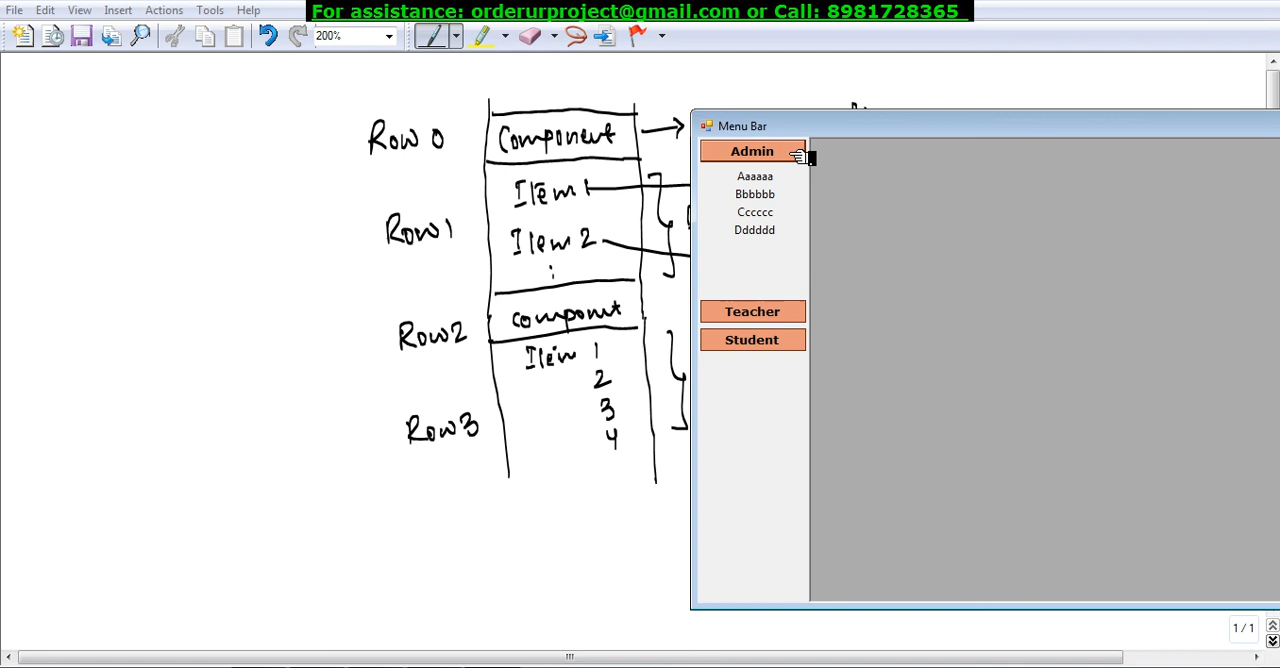 For assistance: orderurproject@gmail.com or Call: 8981728365
File Edit View Insert Actions Tools Help
200%
Row 0
Component
Row 1
Item 1
Item 2
Row 2
component
Item 1
2
3
4
Row 3
Menu Bar
Admin
Aaaaaa
Bbbbbb
Cccccc
Dddddd
Teacher
Student
1 / 1